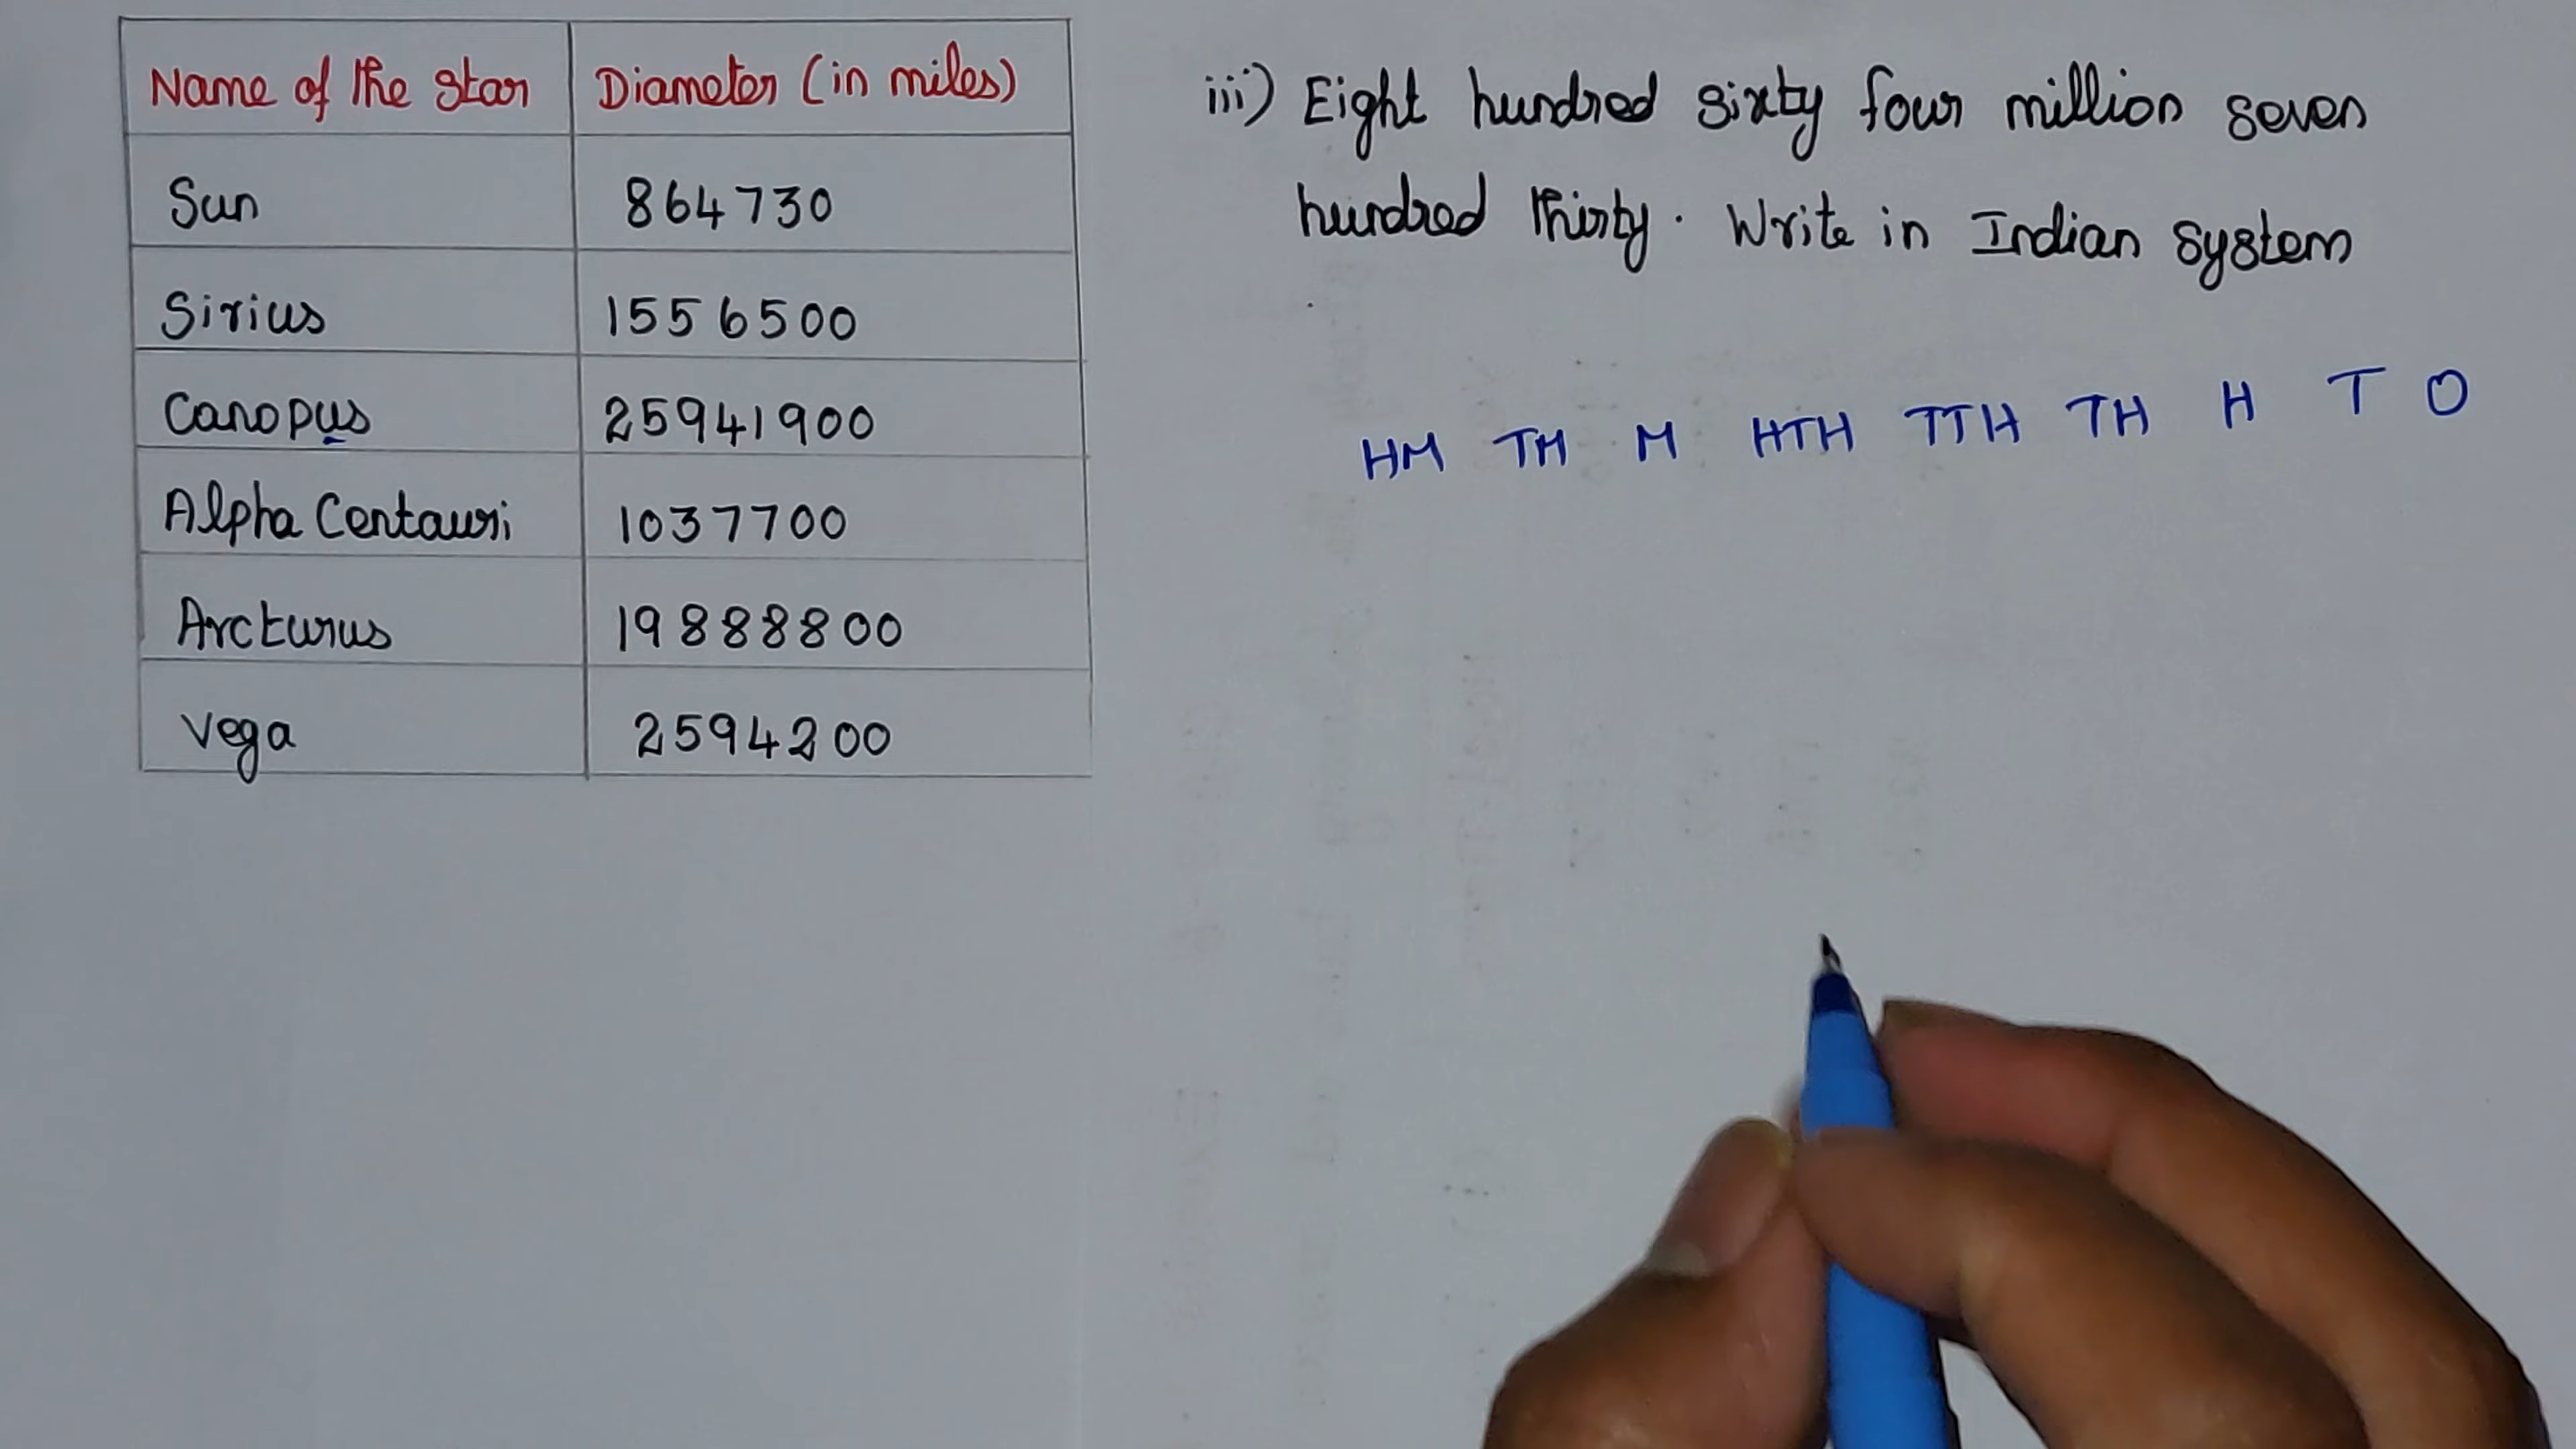 Name of the star Diameter (in miles)
Sun 864730
Sirius 1556500
Canopus 25941900
Alpha Centauri 1037700
Arcturus 19888800
Vega 2594200
iii) Eight hundred sixty four million seven
hundred thirty. Write in Indian system
HM TM M HTH TTH TH H T O